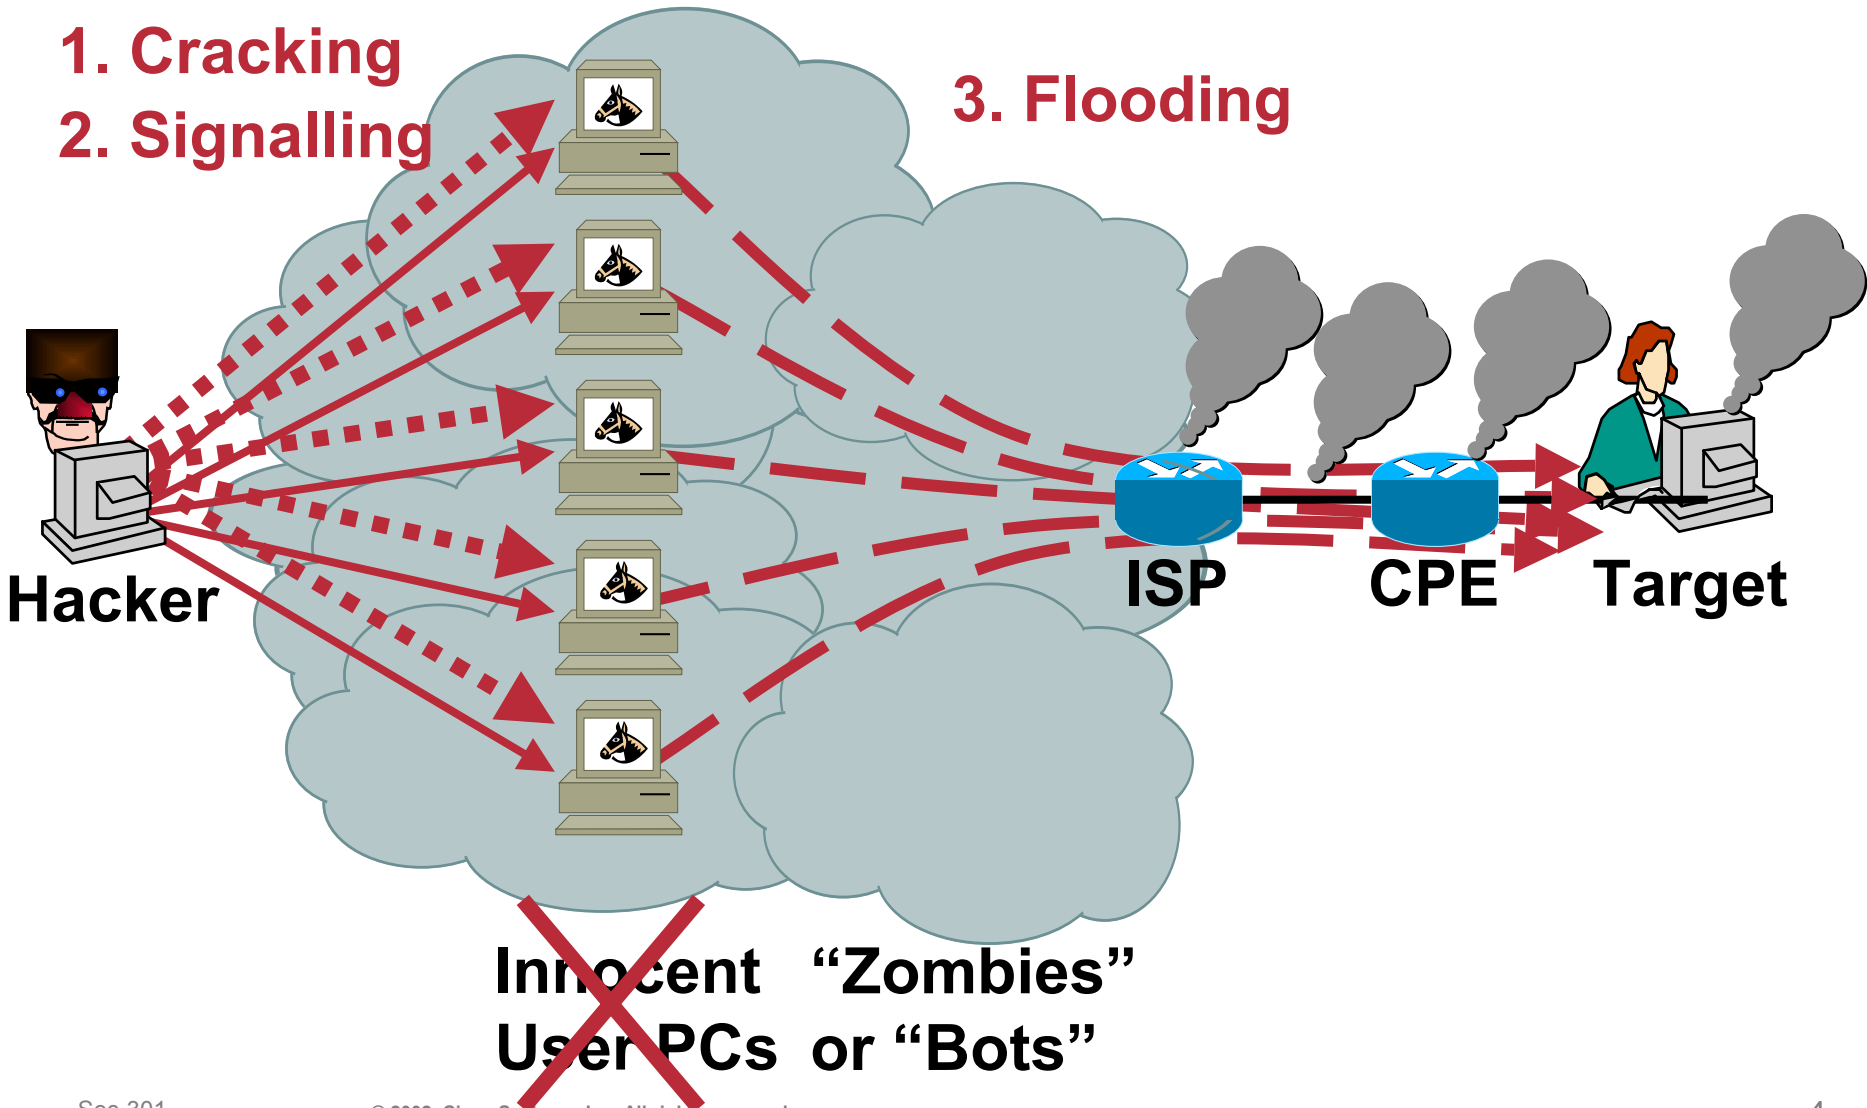 1. Cracking
2. Signalling
3. Flooding
Hacker
ISP
CPE
Target
Innocent “Zombies”
User PCs or “Bots”